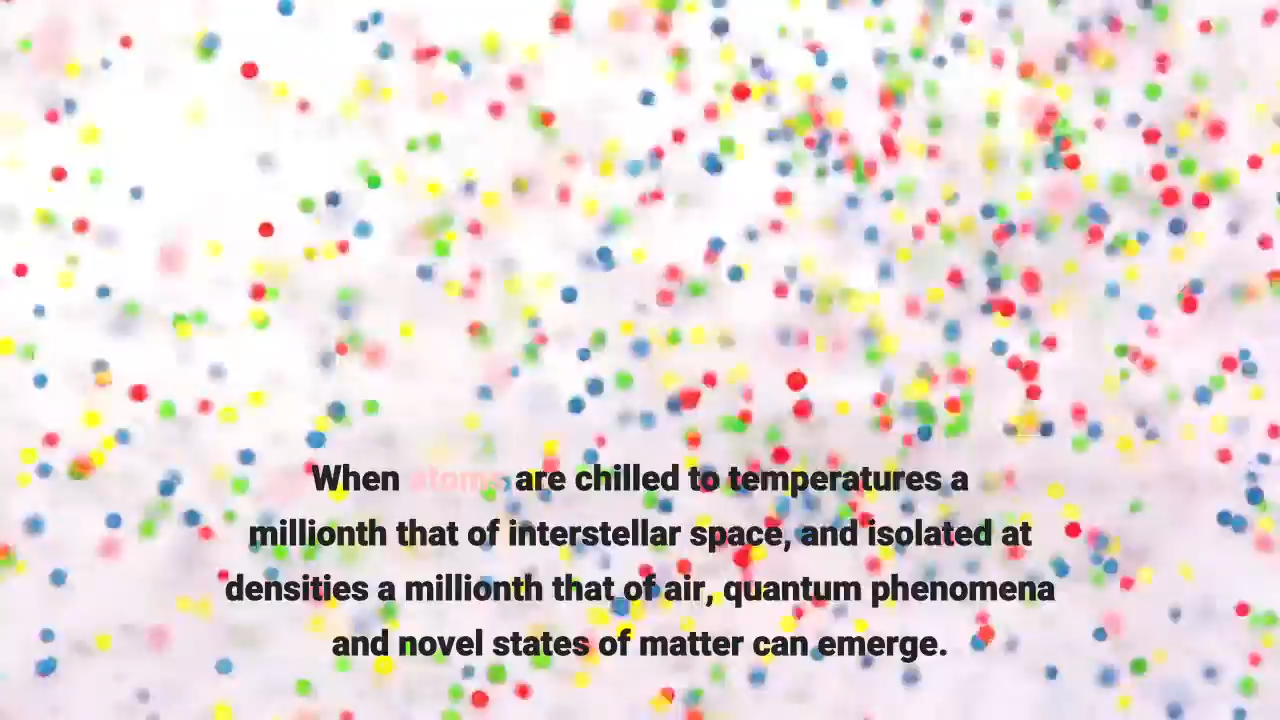 When atoms are chilled to temperatures a
millionth that of interstellar space, and isolated at
densities a millionth that of air, quantum phenomena
and novel states of matter can emerge.